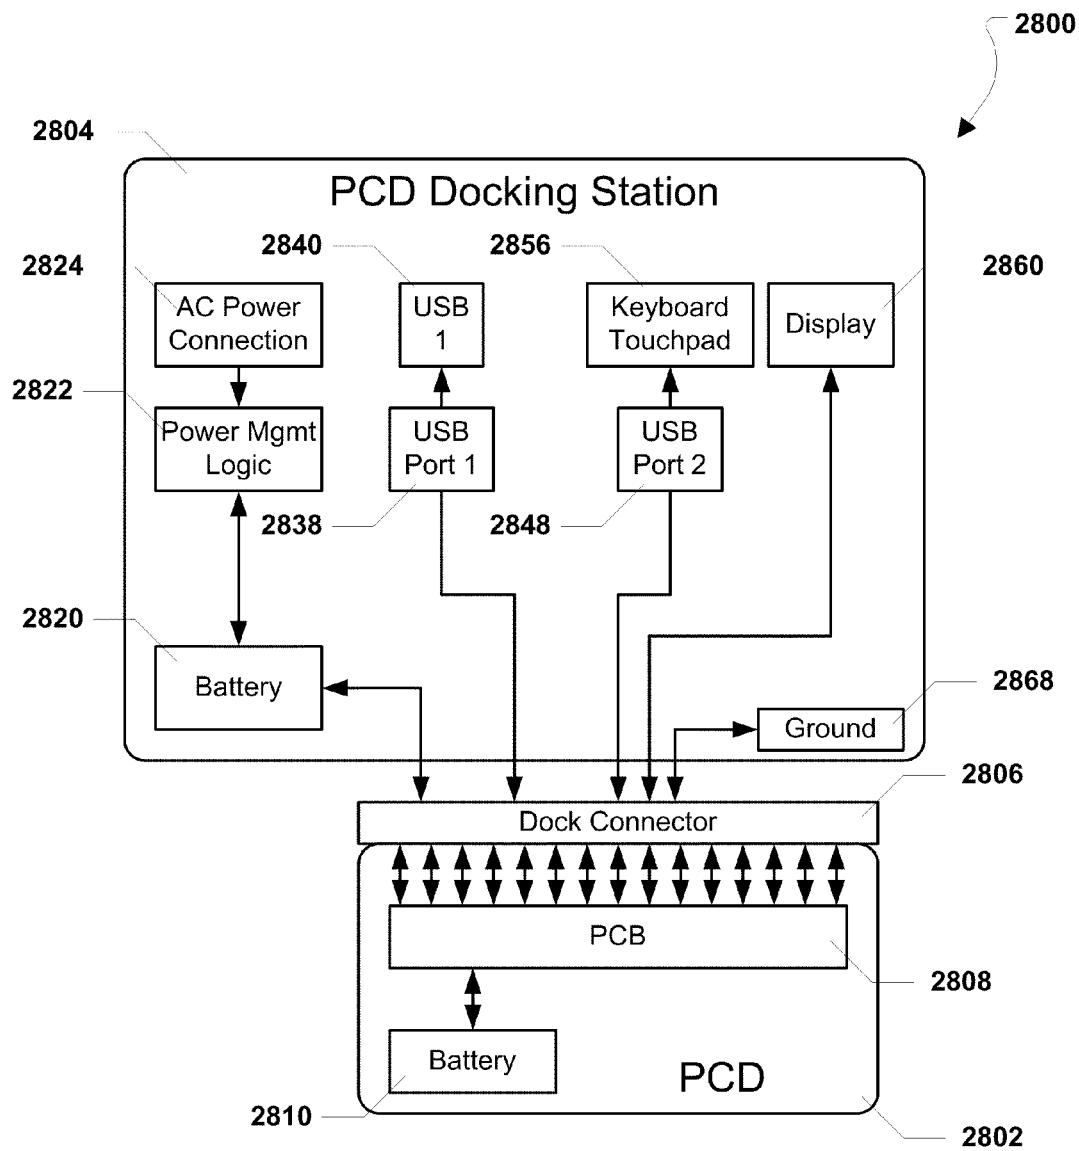 2800
2804
PCD Docking Station
2840
2856
2824
2860
AC Power
Connection
USB
1
Keyboard
Touchpad
Display
2822
Power Mgmt
Logic
USB
Port 1
USB
Port 2
2838
2848
2820
Battery
2868
Ground
2806
Dock Connector
PCB
2808
Battery
PCD
2810
2802